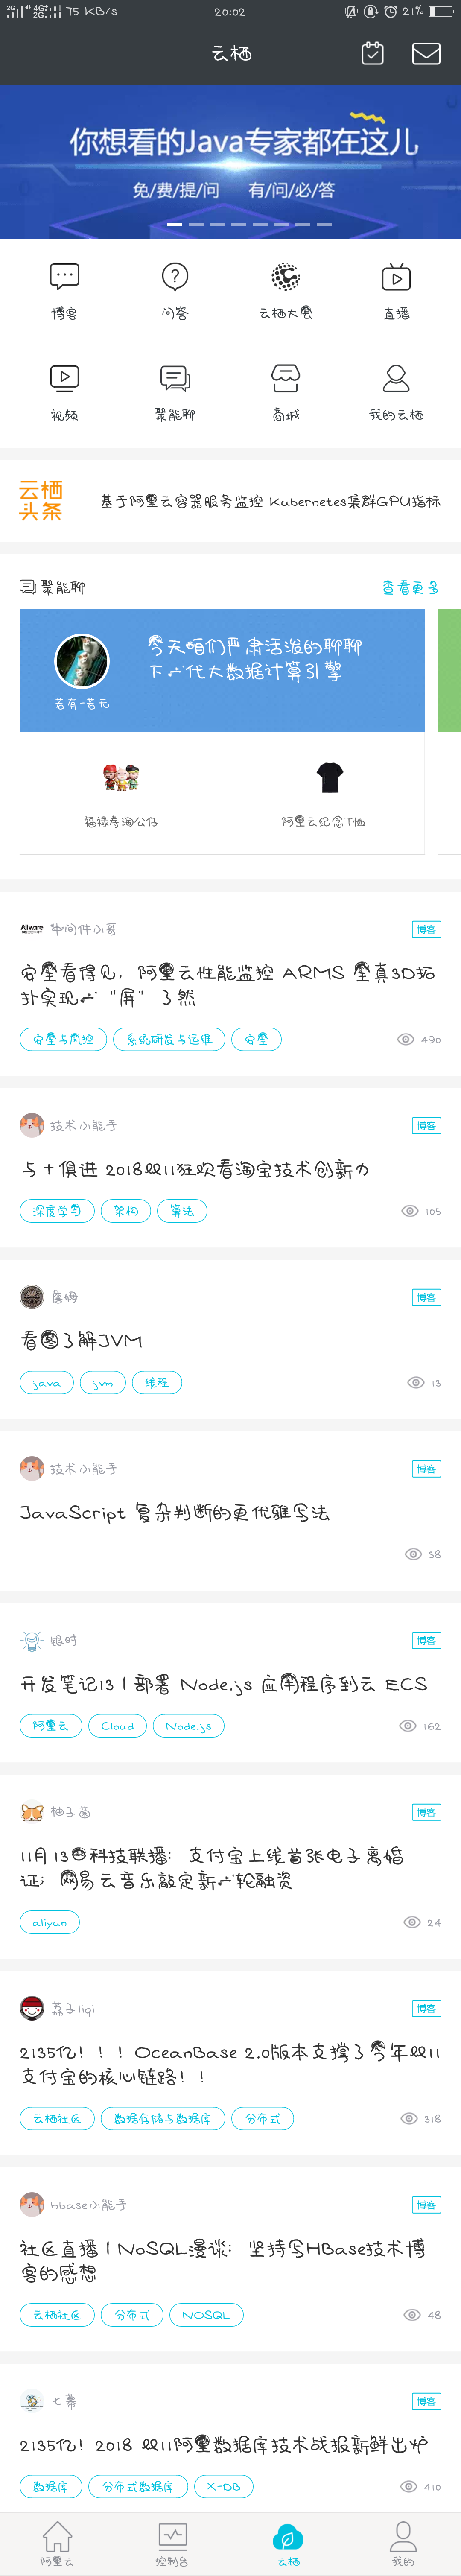 2G 4G 2G 75 KB/s 20:02 21%
云栖
你想看的Java专家都在这儿
免/费/提/问 有/问/必/答
博客 问答 云栖大会 直播
视频 聚能聊 商城 我的云栖
云栖
头条
基于阿里云容器服务监控 Kubernetes集群GPU指标
聚能聊 查看更多
今天咱们严肃活泼的聊聊
下一代大数据计算引擎
若有-若无
福禄寿淘公仔 阿里云纪念T恤
Aliware 中间件小哥 博客
安全看得见，阿里云性能监控 ARMS 全真3D拓
扑实现一“屏”了然
安全与风控 系统研发与运维 安全 490
技术小能手 博客
与十俱进 2018双11狂欢看淘宝技术创新力
深度学习 架构 算法 105
詹姆 博客
看图了解JVM
java jvm 线程 13
技术小能手 博客
JavaScript 复杂判断的更优雅写法
38
银时 博客
开发笔记13丨部署 Node.js 应用程序到云 ECS
阿里云 Cloud Node.js 162
柚子茵 博客
11月13日科技联播：支付宝上线首张电子离婚
证；网易云音乐敲定新一轮融资
aliyun 24
荔子liqi 博客
2135亿！！！OceanBase 2.0版本支撑了今年双11
支付宝的核心链路！！
云栖社区 数据存储与数据库 分布式 318
hbase小能手 博客
社区直播丨NoSQL漫谈：坚持写HBase技术博
客的感想
云栖社区 分布式 NOSQL 48
七幕 博客
2135亿！2018 双11阿里数据库技术战报新鲜出炉
数据库 分布式数据库 X-DB 410
阿里云 控制台 云栖 我的